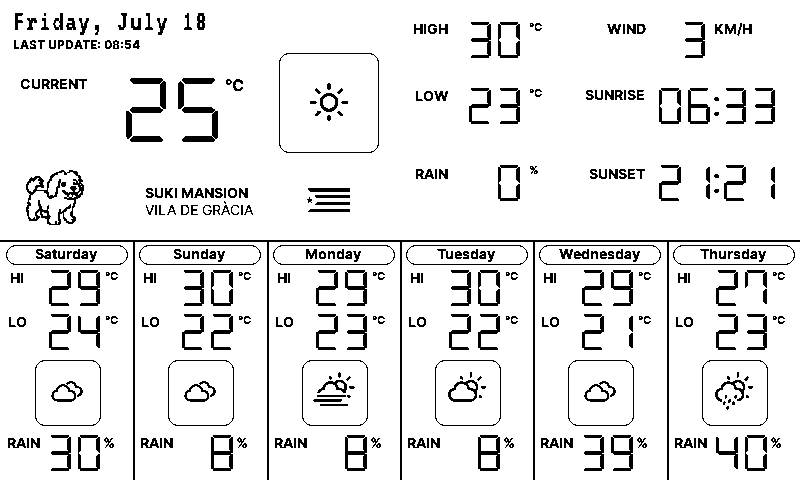 Friday, July 18
LAST UPDATE: 08:54
CURRENT 25 °C
HIGH 30 °C
LOW 23 °C
RAIN 0 %
WIND 3 KM/H
SUNRISE 06:33
SUNSET 21:21
SUKI MANSION
VILA DE GRÀCIA
Saturday
HI 29 °C
LO 24 °C
RAIN 30 %
Sunday
HI 30 °C
LO 22 °C
RAIN 8 %
Monday
HI 29 °C
LO 23 °C
RAIN 8 %
Tuesday
HI 30 °C
LO 22 °C
RAIN 8 %
Wednesday
HI 29 °C
LO 21 °C
RAIN 39 %
Thursday
HI 27 °C
LO 23 °C
RAIN 40 %